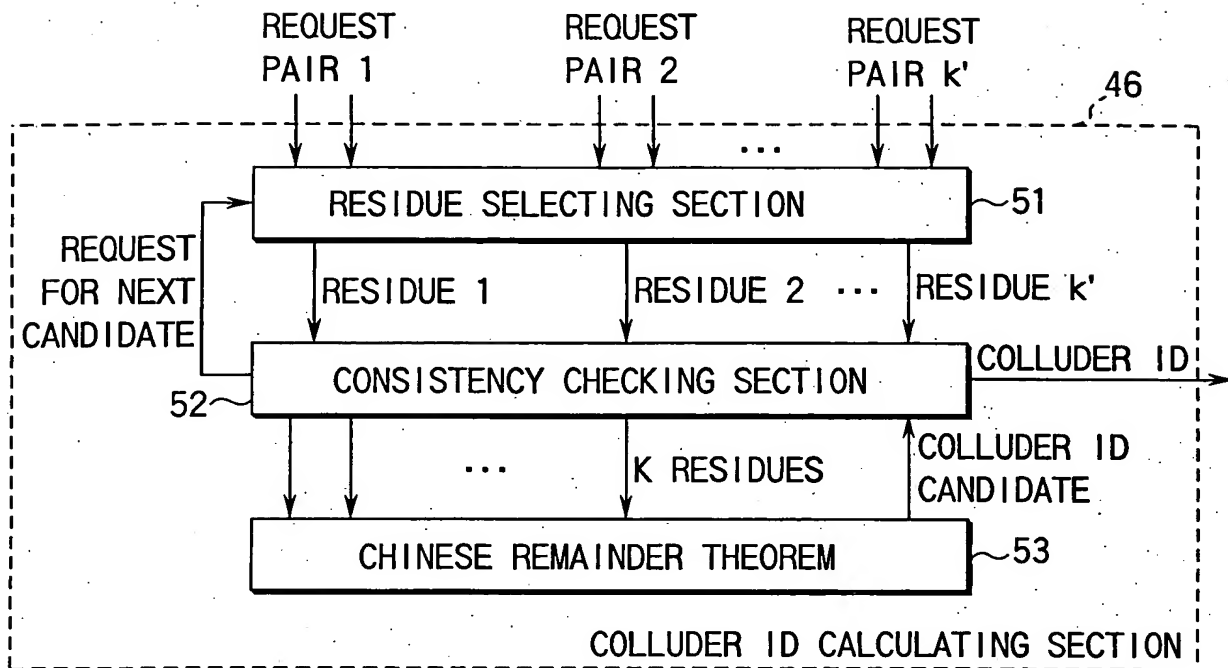 REQUEST
PAIR 1
REQUEST
PAIR 2
REQUEST
PAIR k'
46
...
RESIDUE SELECTING SECTION
51
REQUEST
FOR NEXT
CANDIDATE
RESIDUE 1
RESIDUE 2
...
RESIDUE k'
CONSISTENCY CHECKING SECTION
52
COLLUDER ID
...
K RESIDUES
COLLUDER ID
CANDIDATE
CHINESE REMAINDER THEOREM
53
COLLUDER ID CALCULATING SECTION